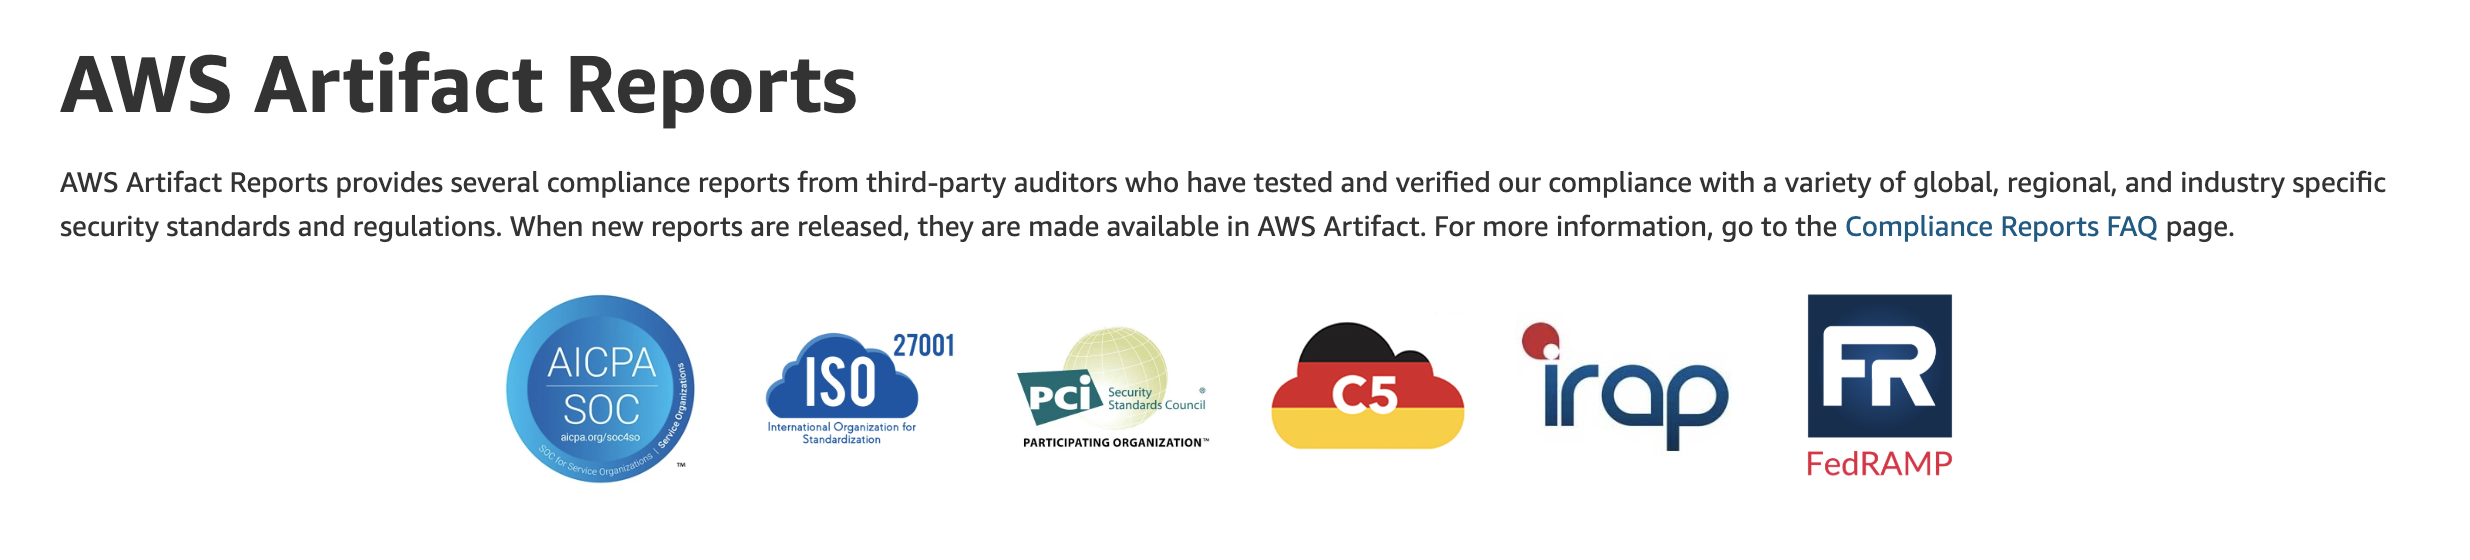 AWS Artifact Reports
AWS Artifact Reports provides several compliance reports from third-party auditors who have tested and verified our compliance with a variety of global, regional, and industry specific
security standards and regulations. When new reports are released, they are made available in AWS Artifact. For more information, go to the Compliance Reports FAQ page.
AICPA
SOC
aicpa.org/soc4so
SOC for Service Organizations | Service Organizations
™
27001
ISO
International Organization for
Standardization
PCI
Security ®
Standards Council
PARTICIPATING ORGANIZATION™
C5
irap
FR
FedRAMP